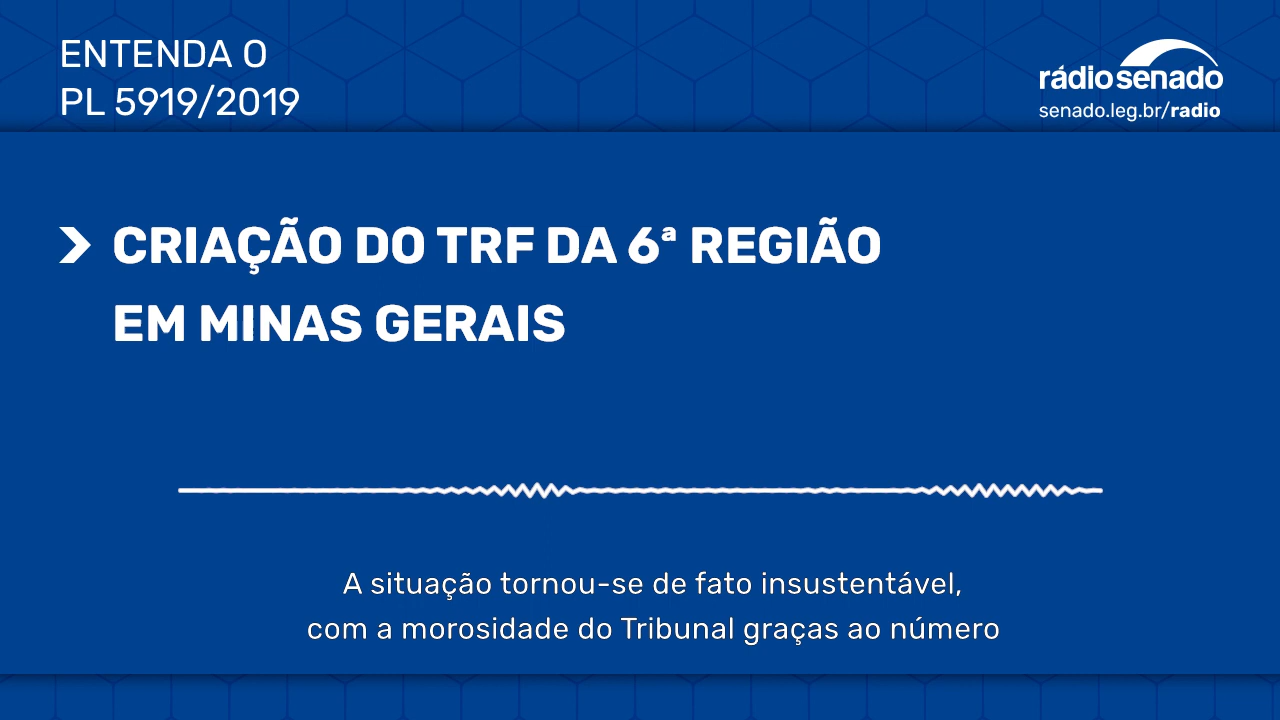 ENTENDA O
PL 5919/2019
rádio senado
senado.leg.br/radio
CRIAÇÃO DO TRF DA 6ª REGIÃO
EM MINAS GERAIS
A situação tornou-se de fato insustentável,
com a morosidade do Tribunal graças ao número